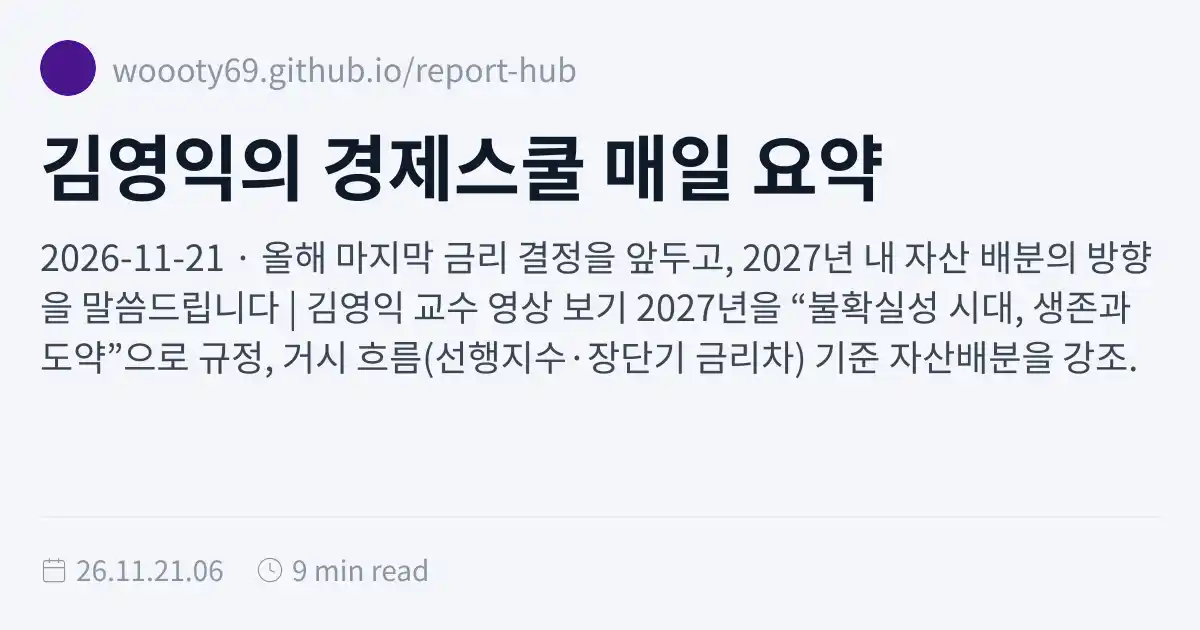 woooty69.github.io/report-hub
김영익의 경제스쿨 매일 요약
2026-11-21 · 올해 마지막 금리 결정을 앞두고, 2027년 내 자산 배분의 방향
을 말씀드립니다 | 김영익 교수 영상 보기 2027년을 “불확실성 시대, 생존과
도약”으로 규정, 거시 흐름(선행지수·장단기 금리차) 기준 자산배분을 강조.
26.11.21.06 9 min read